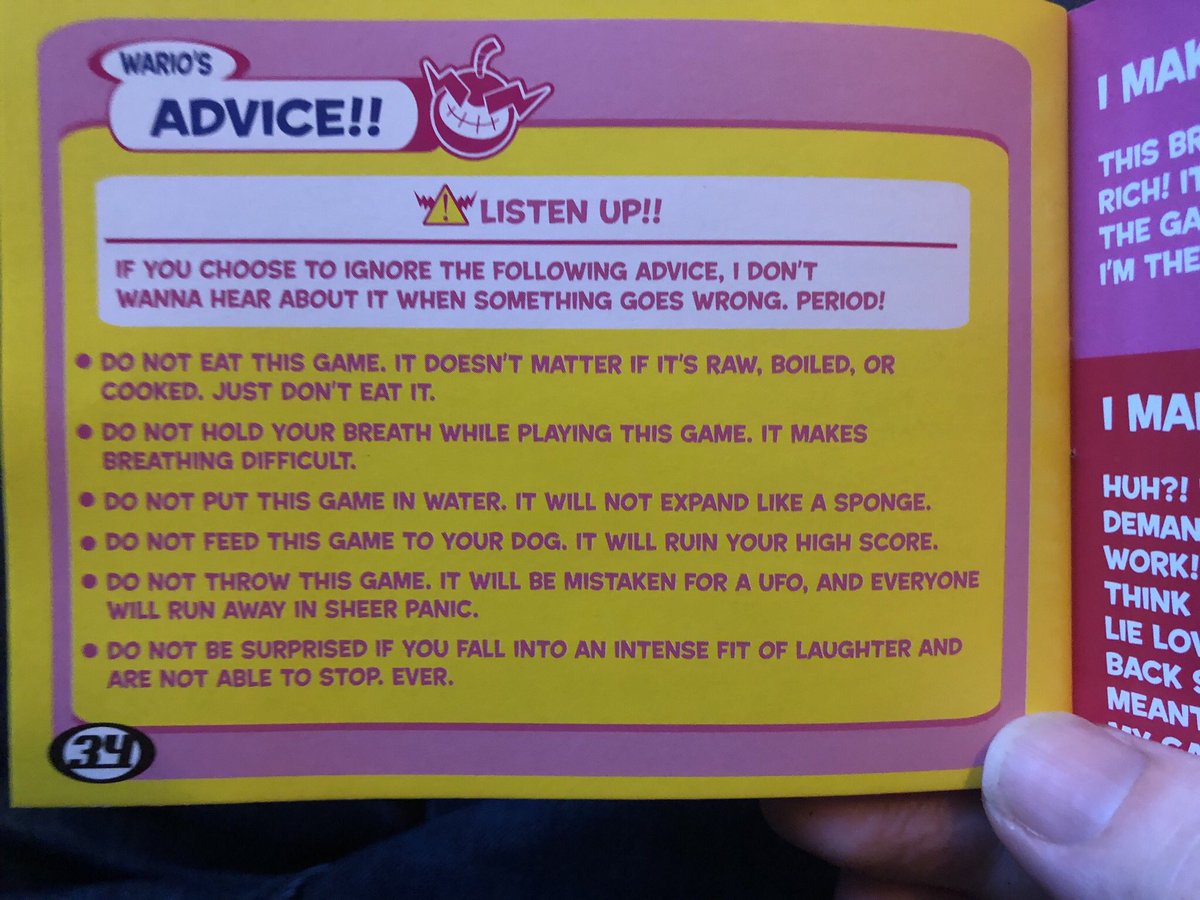 WARIO'S
ADVICE!!
LISTEN UP!!
IF YOU CHOOSE TO IGNORE THE FOLLOWING ADVICE, I DON'T
WANNA HEAR ABOUT IT WHEN SOMETHING GOES WRONG. PERIOD!
● DO NOT EAT THIS GAME. IT DOESN'T MATTER IF IT'S RAW, BOILED, OR
COOKED. JUST DON'T EAT IT.
● DO NOT HOLD YOUR BREATH WHILE PLAYING THIS GAME. IT MAKES
BREATHING DIFFICULT.
● DO NOT PUT THIS GAME IN WATER. IT WILL NOT EXPAND LIKE A SPONGE.
● DO NOT FEED THIS GAME TO YOUR DOG. IT WILL RUIN YOUR HIGH SCORE.
● DO NOT THROW THIS GAME. IT WILL BE MISTAKEN FOR A UFO, AND EVERYONE
WILL RUN AWAY IN SHEER PANIC.
● DO NOT BE SURPRISED IF YOU FALL INTO AN INTENSE FIT OF LAUGHTER AND
ARE NOT ABLE TO STOP. EVER.
34
I
THIS
RICH!
THE
I'M THE
I
HUH?!
WORK!
THINK
LIE
BACK
MEANT